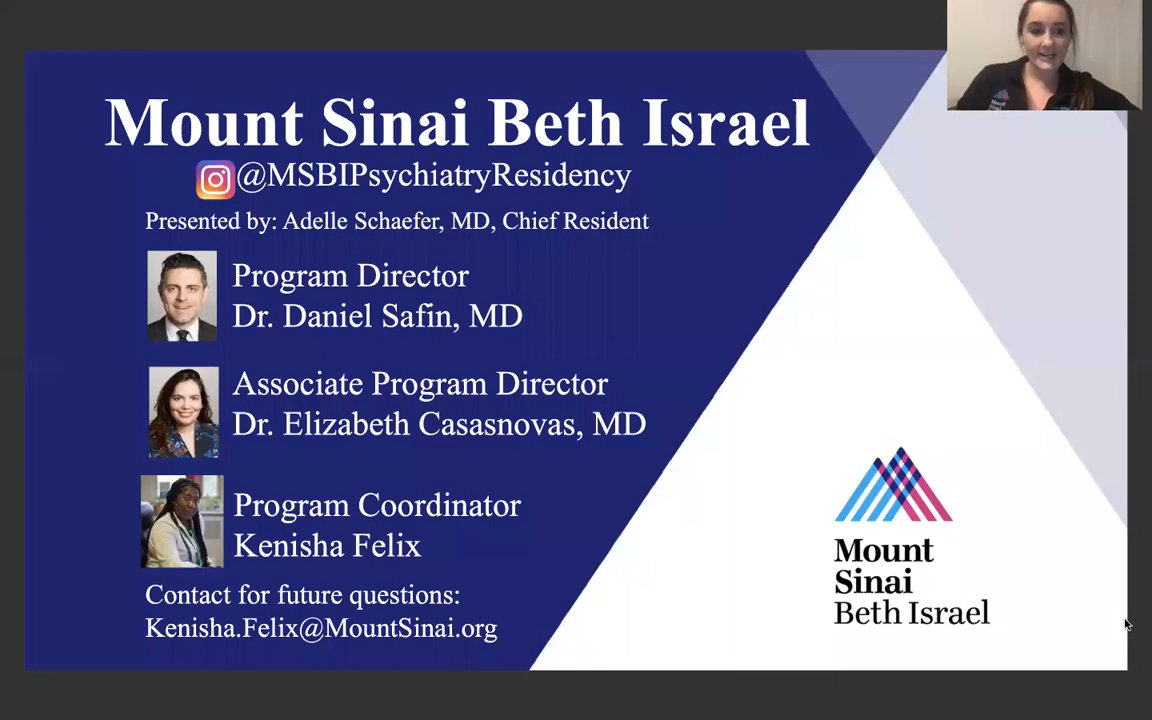 Mount Sinai Beth Israel
@MSBIPsychiatryResidency
Presented by: Adelle Schaefer, MD, Chief Resident
Program Director
Dr. Daniel Safin, MD
Associate Program Director
Dr. Elizabeth Casasnovas, MD
Program Coordinator
Kenisha Felix
Contact for future questions:
Kenisha.Felix@MountSinai.org
Mount
Sinai
Beth Israel